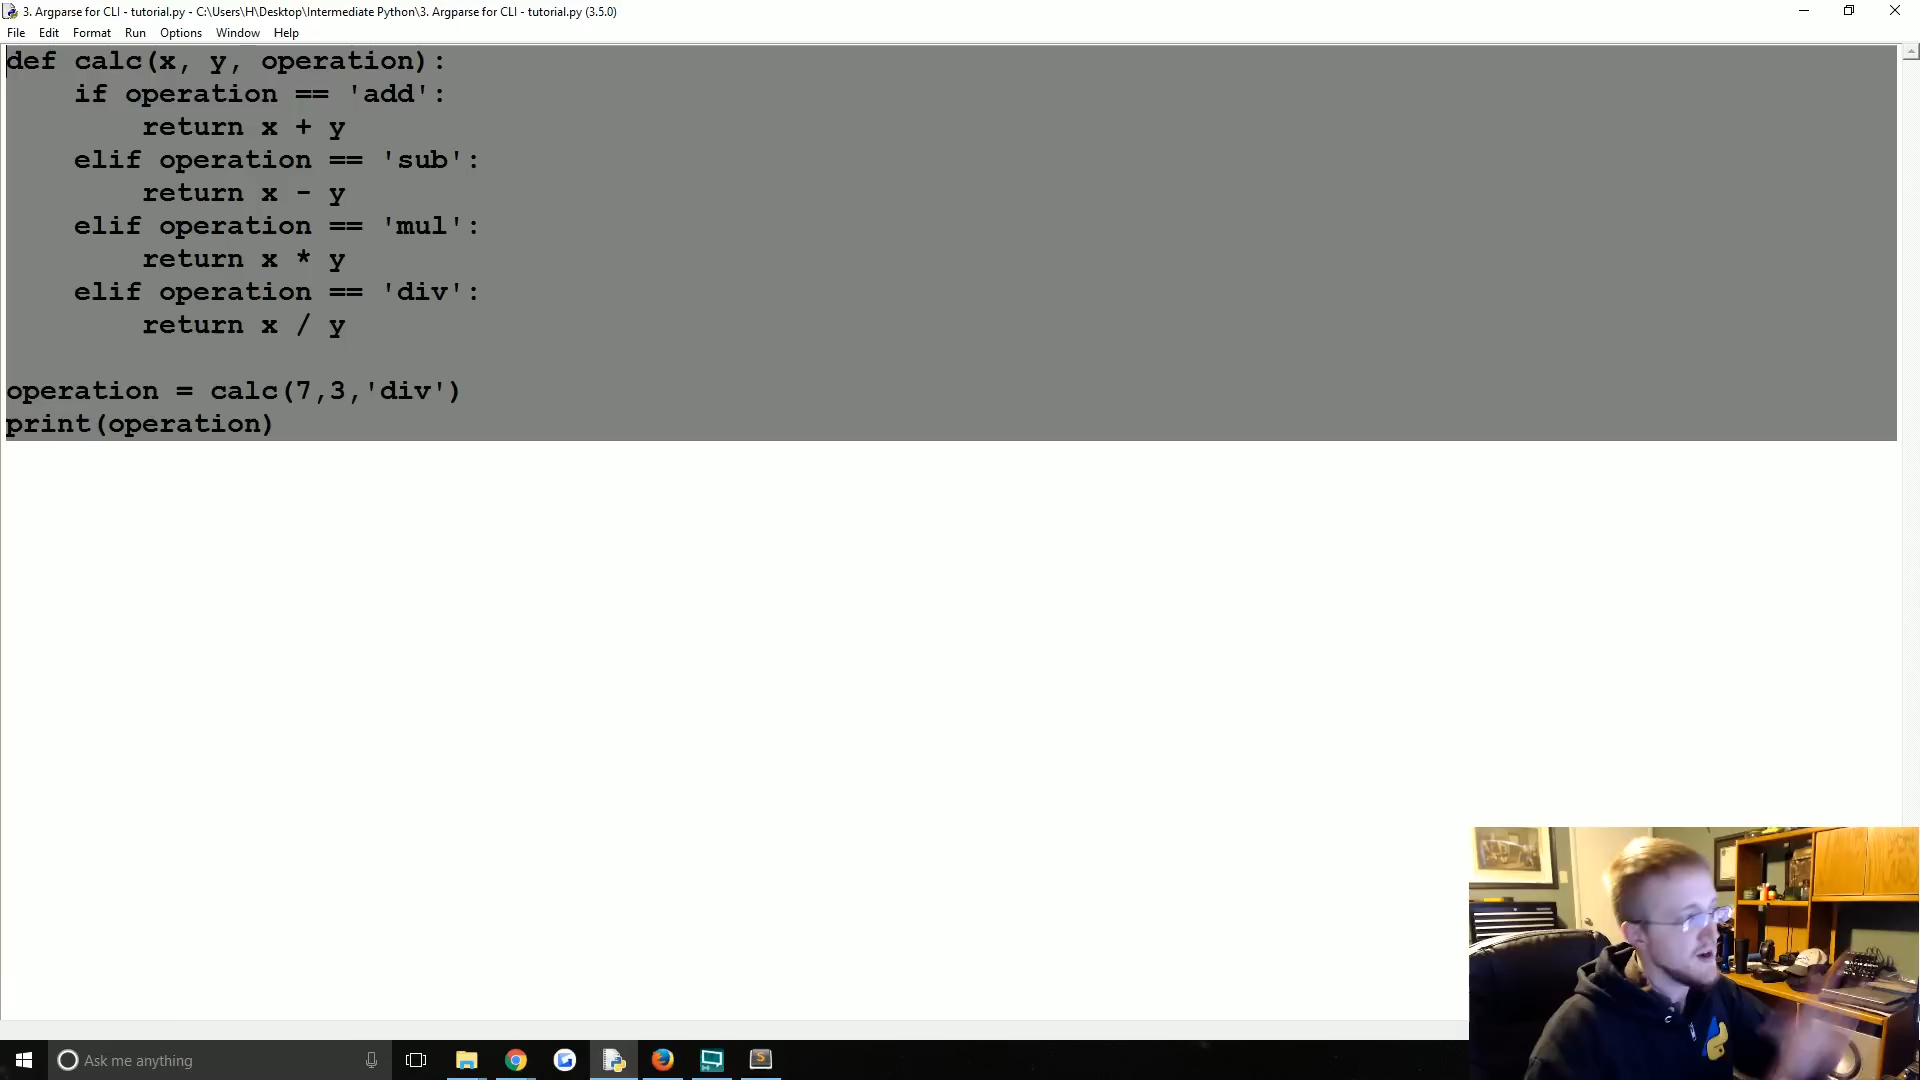 3. Argparse for CLI - tutorial.py - C:\Users\H\Desktop\Intermediate Python\3. Argparse for CLI - tutorial.py (3.5.0)
File Edit Format Run Options Window Help
def calc(x, y, operation):
    if operation == 'add':
        return x + y
    elif operation == 'sub':
        return x - y
    elif operation == 'mul':
        return x * y
    elif operation == 'div':
        return x / y
operation = calc(7,3,'div')
print(operation)
Ask me anything